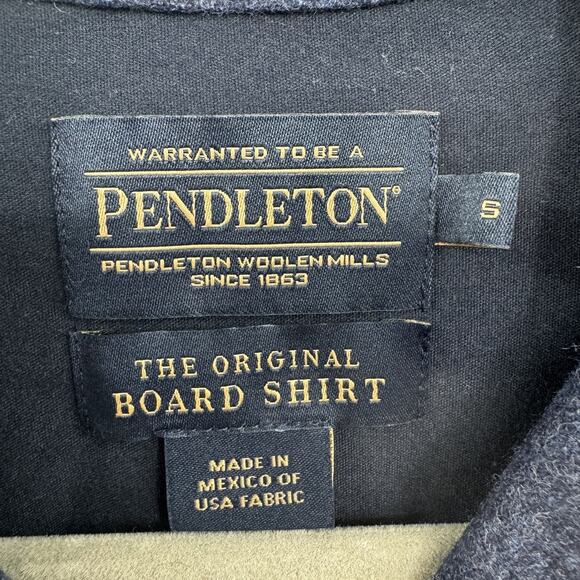 WARRANTED TO BE A
PENDLETON®
PENDLETON WOOLEN MILLS
SINCE 1863
S
THE ORIGINAL
BOARD SHIRT
MADE IN
MEXICO OF
USA FABRIC